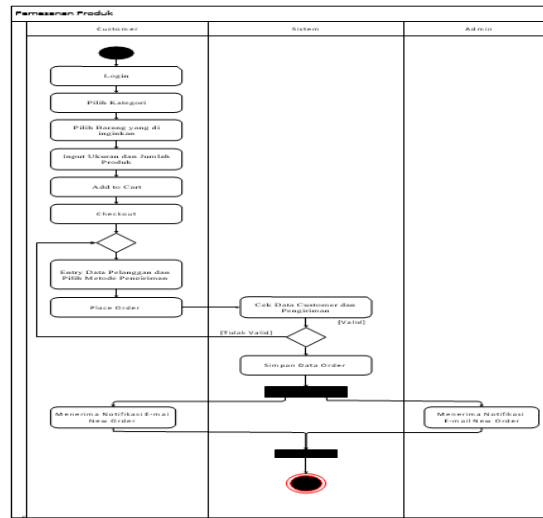 Pemesanan Produk
Customer
Sistem
Admin
Login
Pilih Kategori
Pilih Barang yang di
inginkan
Input Ukuran dan Jumlah
Produk
Add to Cart
Checkout
Entry Data Pelanggan dan
Pilih Metode Pengiriman
Place Order
Cek Data Customer dan
Pengiriman
[Valid]
[Tidak Valid]
Simpan Data Order
Menerima Notifikasi E-mai
New Order
Menerima Notifikasi
E-mail New Order